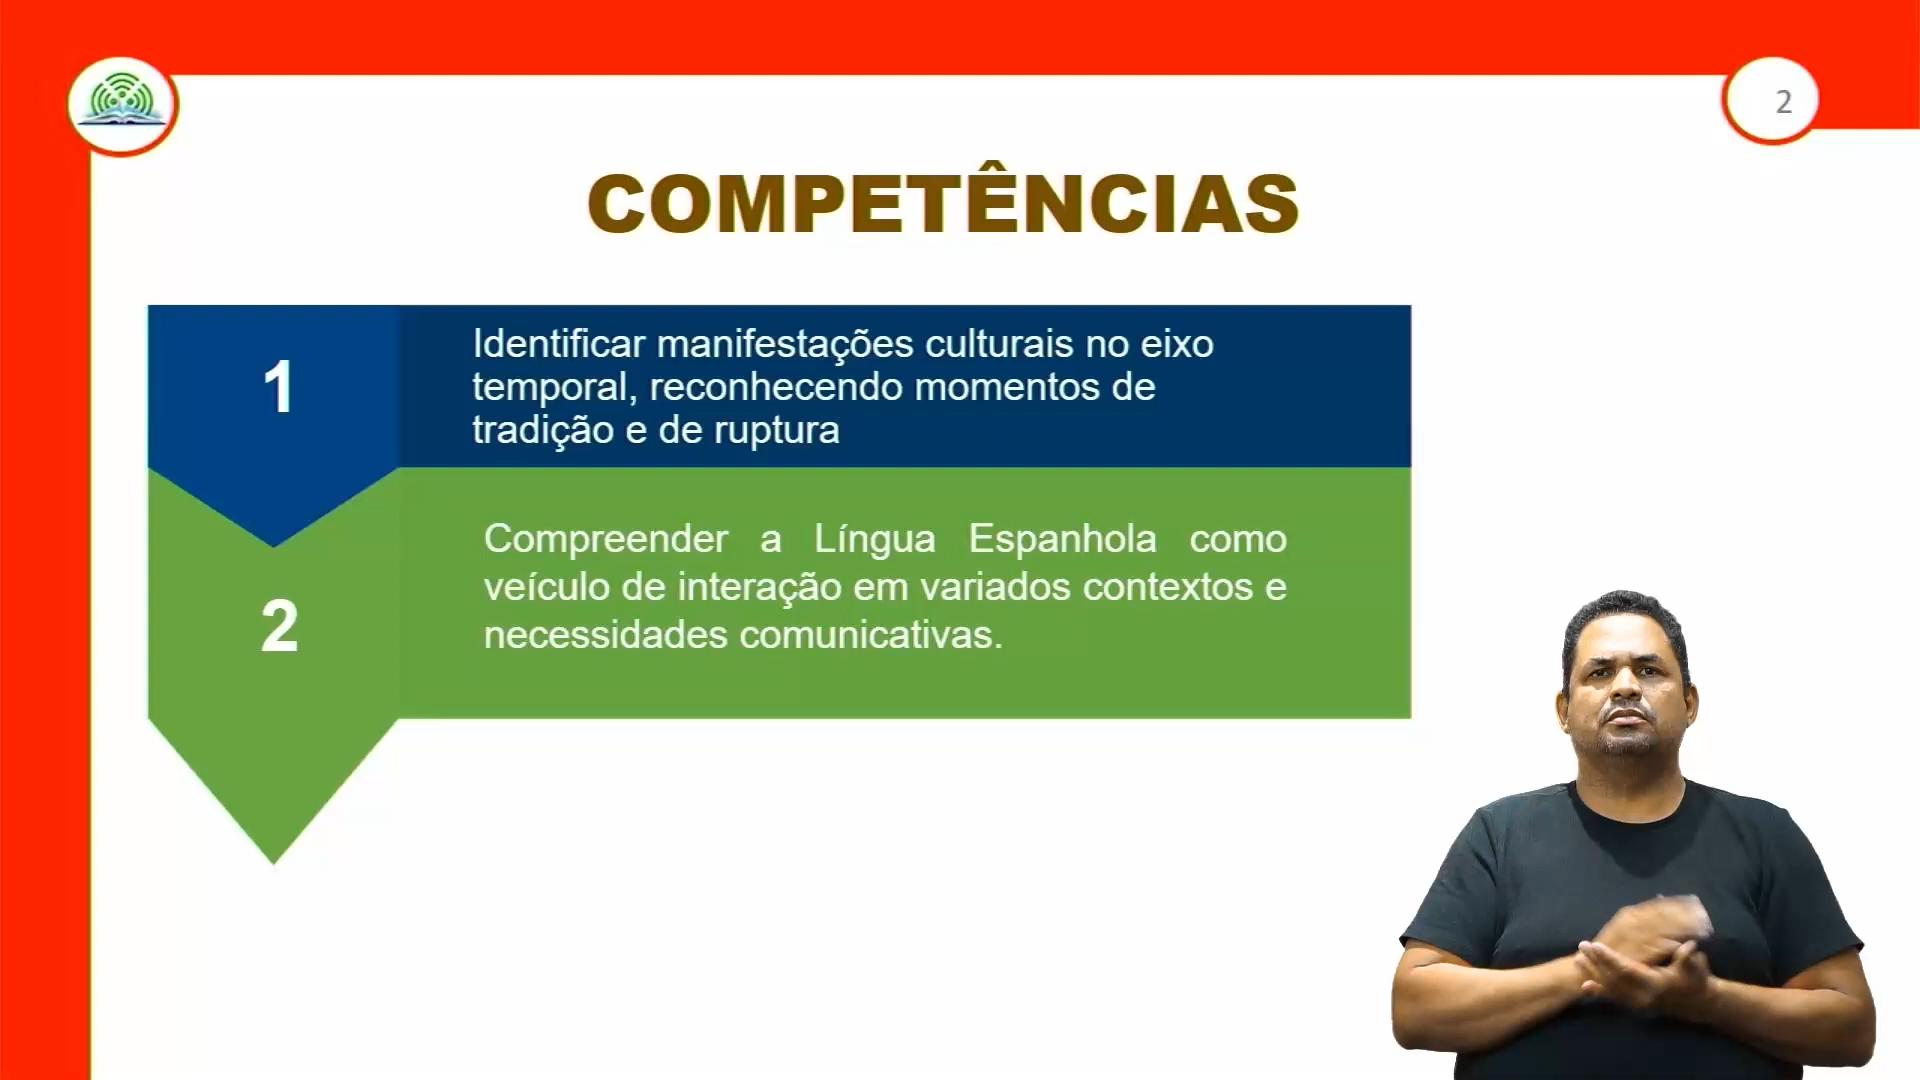 2
COMPETÊNCIAS
1
Identificar manifestações culturais no eixo
temporal, reconhecendo momentos de
tradição e de ruptura
2
Compreender a Língua Espanhola como
veículo de interação em variados contextos e
necessidades comunicativas.